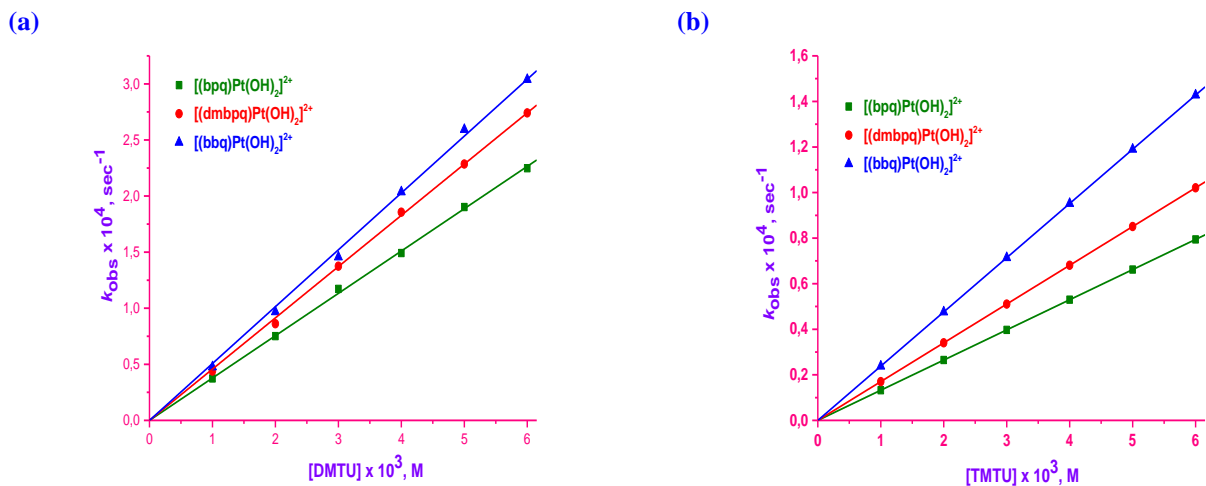 (a)
[(bpq)Pt(OH)₂]²⁺
[(dmbpq)Pt(OH)₂]²⁺
[(bbq)Pt(OH)₂]²⁺
kobs x 10⁴, sec⁻¹
3,0
2,5
2,0
1,5
1,0
0,5
0,0
0 1 2 3 4 5 6
[DMTU] x 10³, M
(b)
[(bpq)Pt(OH)₂]²⁺
[(dmbpq)Pt(OH)₂]²⁺
[(bbq)Pt(OH)₂]²⁺
kobs x 10⁴, sec⁻¹
1,6
1,4
1,2
1,0
0,8
0,6
0,4
0,2
0,0
0 1 2 3 4 5 6
[TMTU] x 10³, M